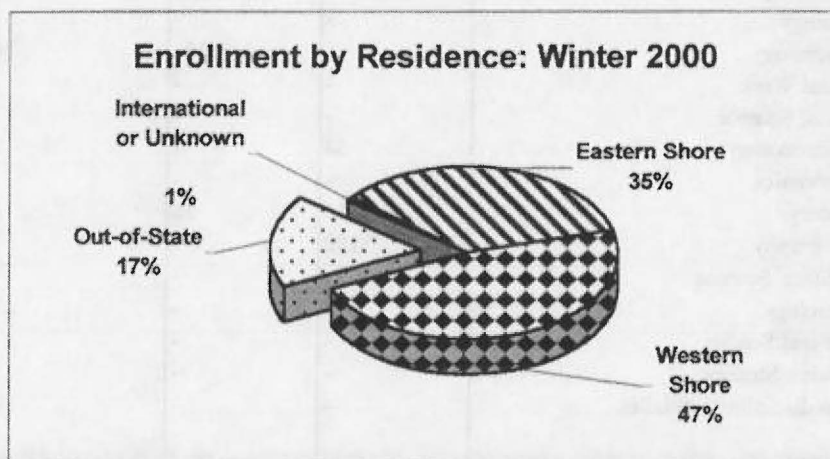 Enrollment by Residence: Winter 2000
International
or Unknown
1%
Eastern Shore
35%
Out-of-State
17%
Western
Shore
47%